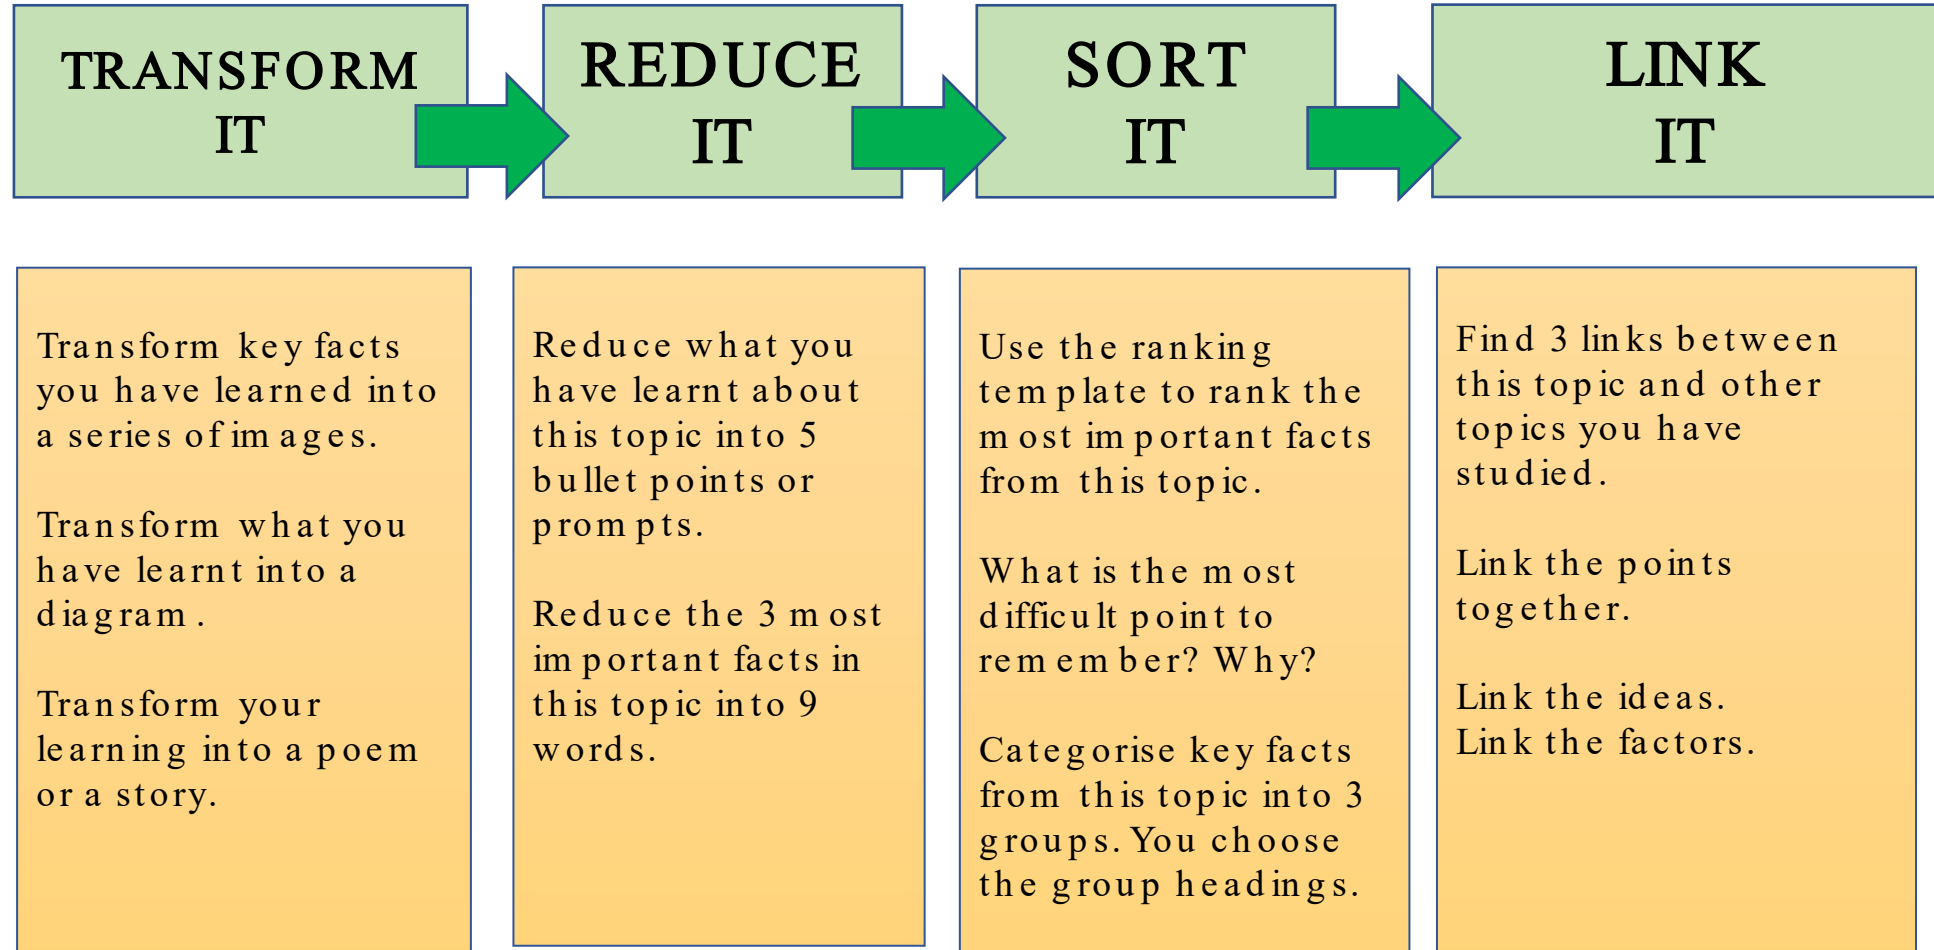 TRANSFORM
IT
REDUCE
IT
SORT
IT
LINK
IT
Transform key facts
you have learned into
a series of images.
Transform what you
have learnt into a
diagram.
Transform your
learning into a poem
or a story.
Reduce what you
have learnt about
this topic into 5
bullet points or
prompts.
Reduce the 3 most
important facts in
this topic into 9
words.
Use the ranking
template to rank the
most important facts
from this topic.
What is the most
difficult point to
remember? Why?
Categorise key facts
from this topic into 3
groups. You choose
the group headings.
Find 3 links between
this topic and other
topics you have
studied.
Link the points
together.
Link the ideas.
Link the factors.